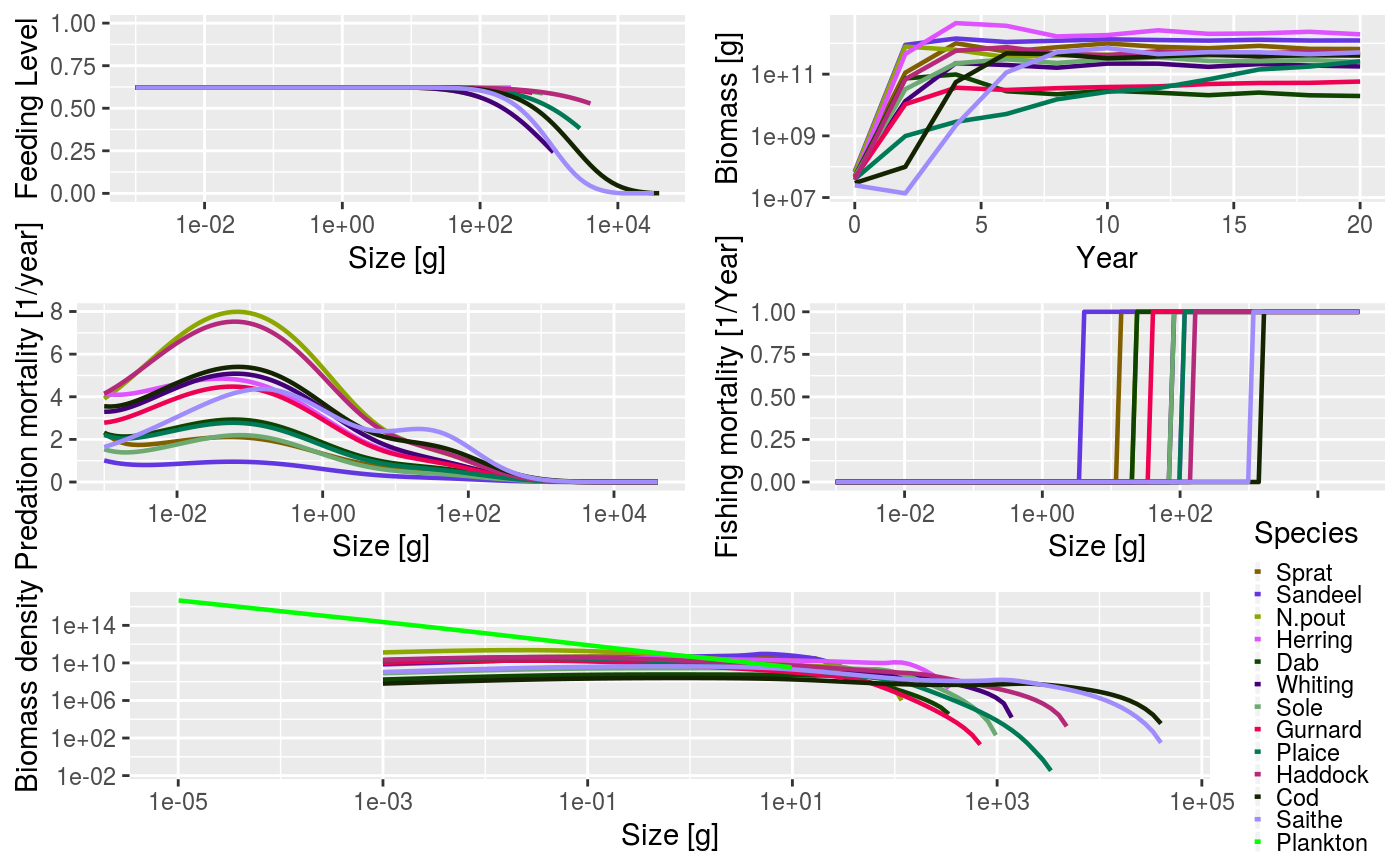 Feeding Level
1.00
0.75
0.50
0.25
0.00
1e-02
1e+00
1e+02
1e+04
Size [g]
Biomass [g]
1e+11
1e+09
1e+07
0
5
10
15
20
Year
Predation mortality [1/year]
8
6
4
2
0
1e-02
1e+00
1e+02
1e+04
Size [g]
Fishing mortality [1/Year]
1.00
0.75
0.50
0.25
0.00
1e-02
1e+00
1e+02
Size [g]
Biomass density
1e+14
1e+10
1e+06
1e+02
1e-02
1e-05
1e-03
1e-01
1e+01
1e+03
1e+05
Size [g]
Species
Sprat
Sandeel
N.pout
Herring
Dab
Whiting
Sole
Gurnard
Plaice
Haddock
Cod
Saithe
Plankton